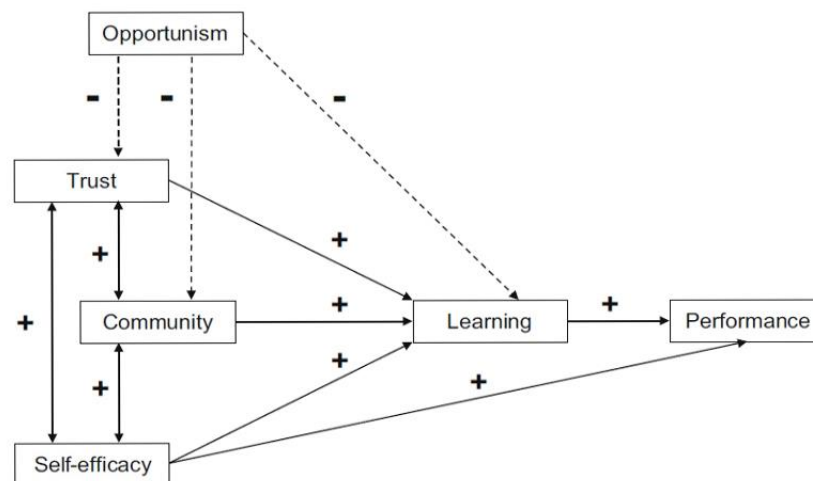 Opportunism
- - -
Trust
+
+
+
+
Community
Learning
+
Performance
+
+
+
Self-efficacy